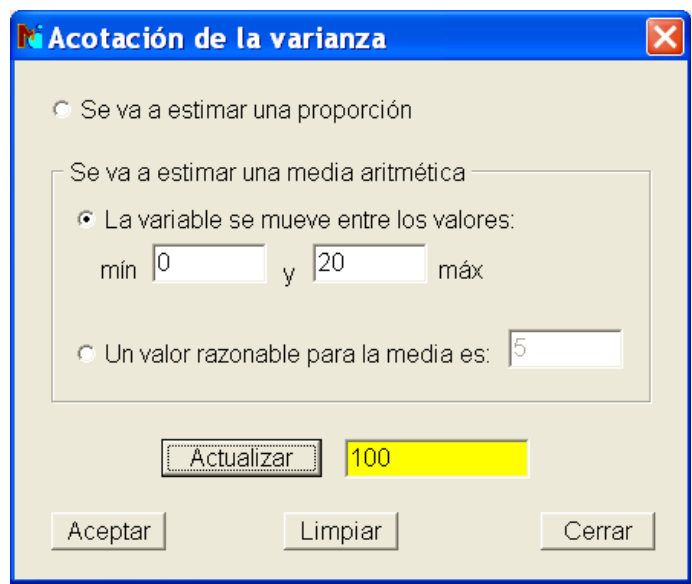 Acotación de la varianza
Se va a estimar una proporción
Se va a estimar una media aritmética
La variable se mueve entre los valores:
mín 0 y 20 máx
Un valor razonable para la media es: 5
Actualizar 100
Aceptar Limpiar Cerrar